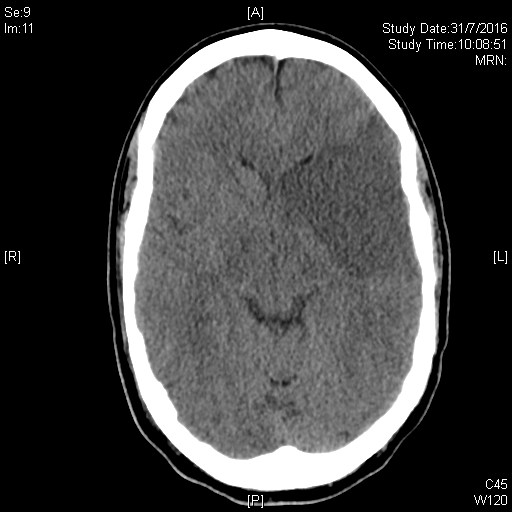 Se:9
Im:11
[A]
Study Date:31/7/2016
Study Time:10:08:51
MRN:
[R]
[L]
[P]
C45
W120